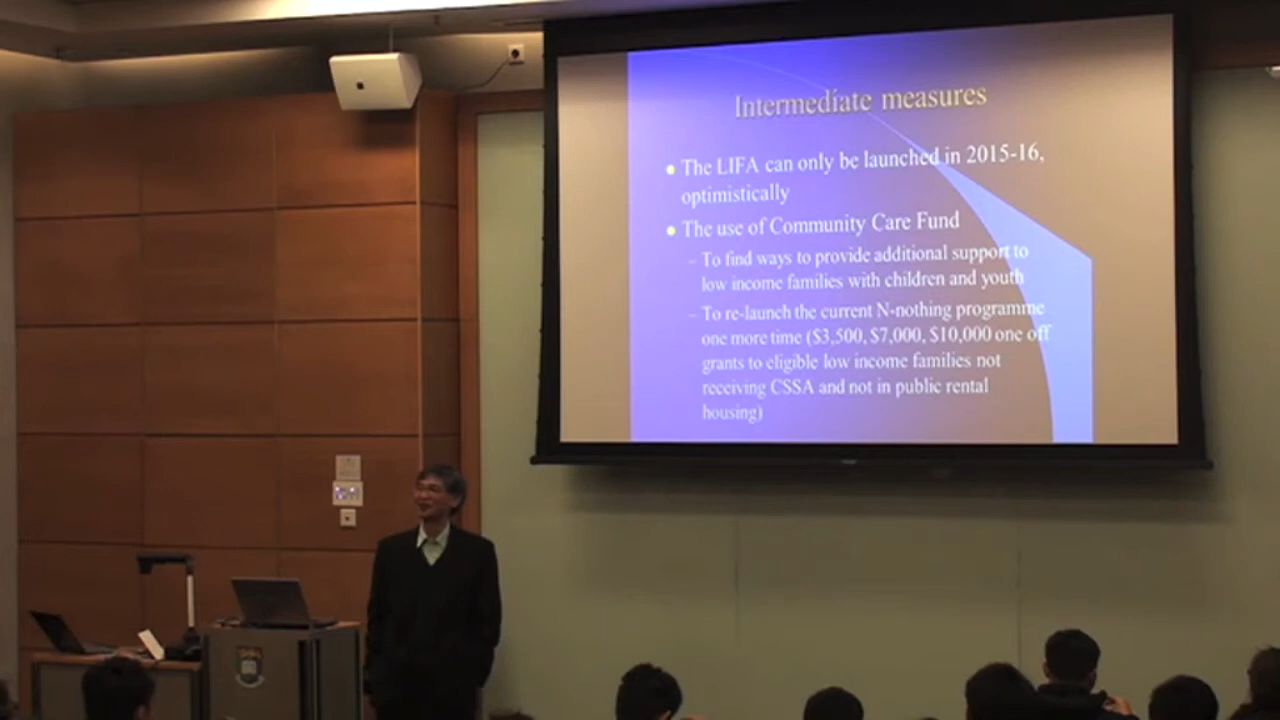 Intermediate measures
● The LIFA can only be launched in 2015-16,
optimistically
● The use of Community Care Fund
– To find ways to provide additional support to
low income families with children and youth
– To re-launch the current N-nothing programme
one more time ($3,500, $7,000, $10,000 one off
grants to eligible low income families not
receiving CSSA and not in public rental
housing)